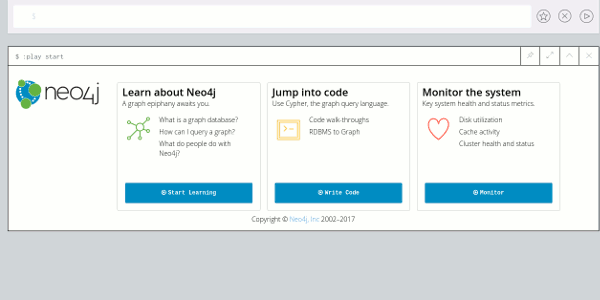 $
$ :play start
neo4j
Learn about Neo4j
A graph epiphany awaits you.
What is a graph database?
How can I query a graph?
What do people do with
Neo4j?
Start Learning
Jump into code
Use Cypher, the graph query language.
Code walk-throughs
RDBMS to Graph
Write Code
Monitor the system
Key system health and status metrics.
Disk utilization
Cache activity
Cluster health and status
Monitor
Copyright © Neo4j, Inc 2002–2017